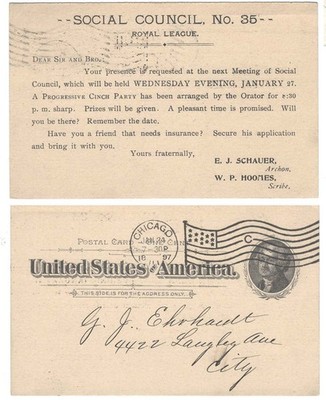 --SOCIAL COUNCIL, No. 35--
ROYAL LEAGUE.
DEAR SIR AND BRO.:
Your presence is requested at the next Meeting of Social
Council, which will be held WEDNESDAY EVENING, JANUARY 27.
A PROGRESSIVE CINCH PARTY has been arranged by the Orator for 8:30
p. m. sharp. Prizes will be given. A pleasant time is promised. Will
you be there? Remember the date.
Have you a friend that needs insurance? Secure his application
and bring it with you.
Yours fraternally,
E. J. SCHAUER,
Archon,
W. P. HOOMES,
Scribe.
POSTAL CARD
CHICAGO
C
United States of America.
THIS SIDE IS FOR THE ADDRESS ONLY.
G. J. Ehrhardt
4422 Langley Ave
City